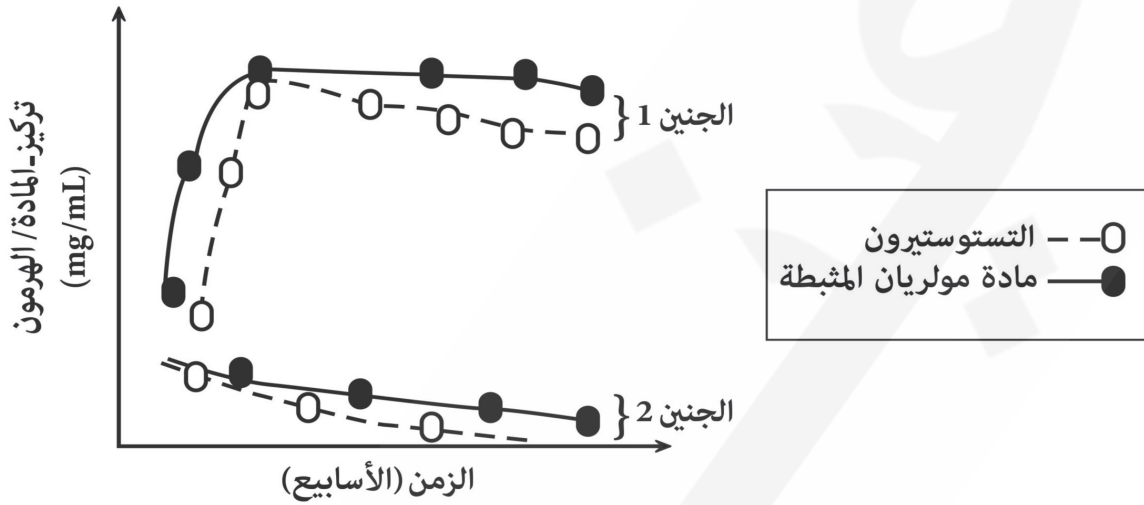 تركيز-المادة/ الهرمون
(mg/mL)
الجنين 1
الجنين 2
الزمن (الأسابيع)
التستوستيرون
مادة مولريان المثبطة